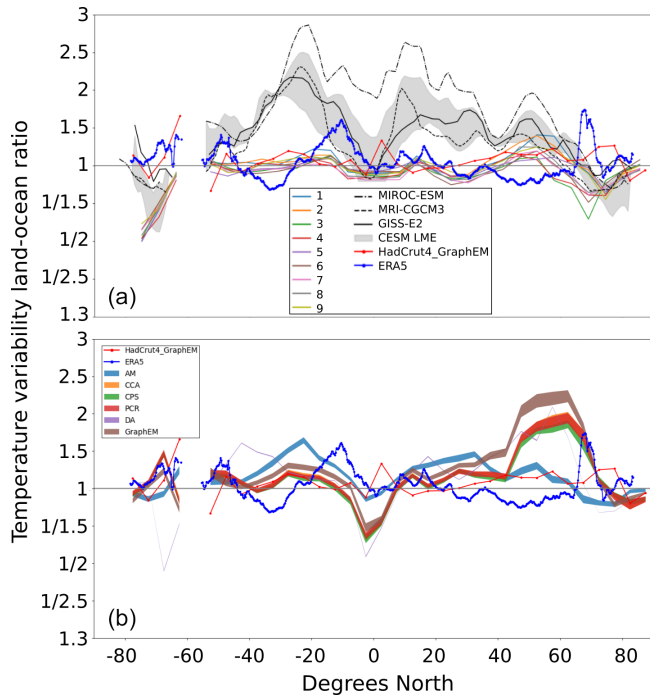 Temperature variability land-ocean ratio
3
2.5
2
1.5
1
1/1.5
1/2
1/2.5
1/3
(a)
1
2
3
4
5
6
7
8
9
MIROC-ESM
MRI-CGCM3
GISS-E2
CESM LME
HadCrut4_GraphEM
ERA5
3
2.5
2
1.5
1
1/1.5
1/2
1/2.5
1.3
(b)
HadCrut4_GraphEM
ERA5
AM
CCA
CPS
PCR
DA
GraphEM
-80 -60 -40 -20 0 20 40 60 80
Degrees North